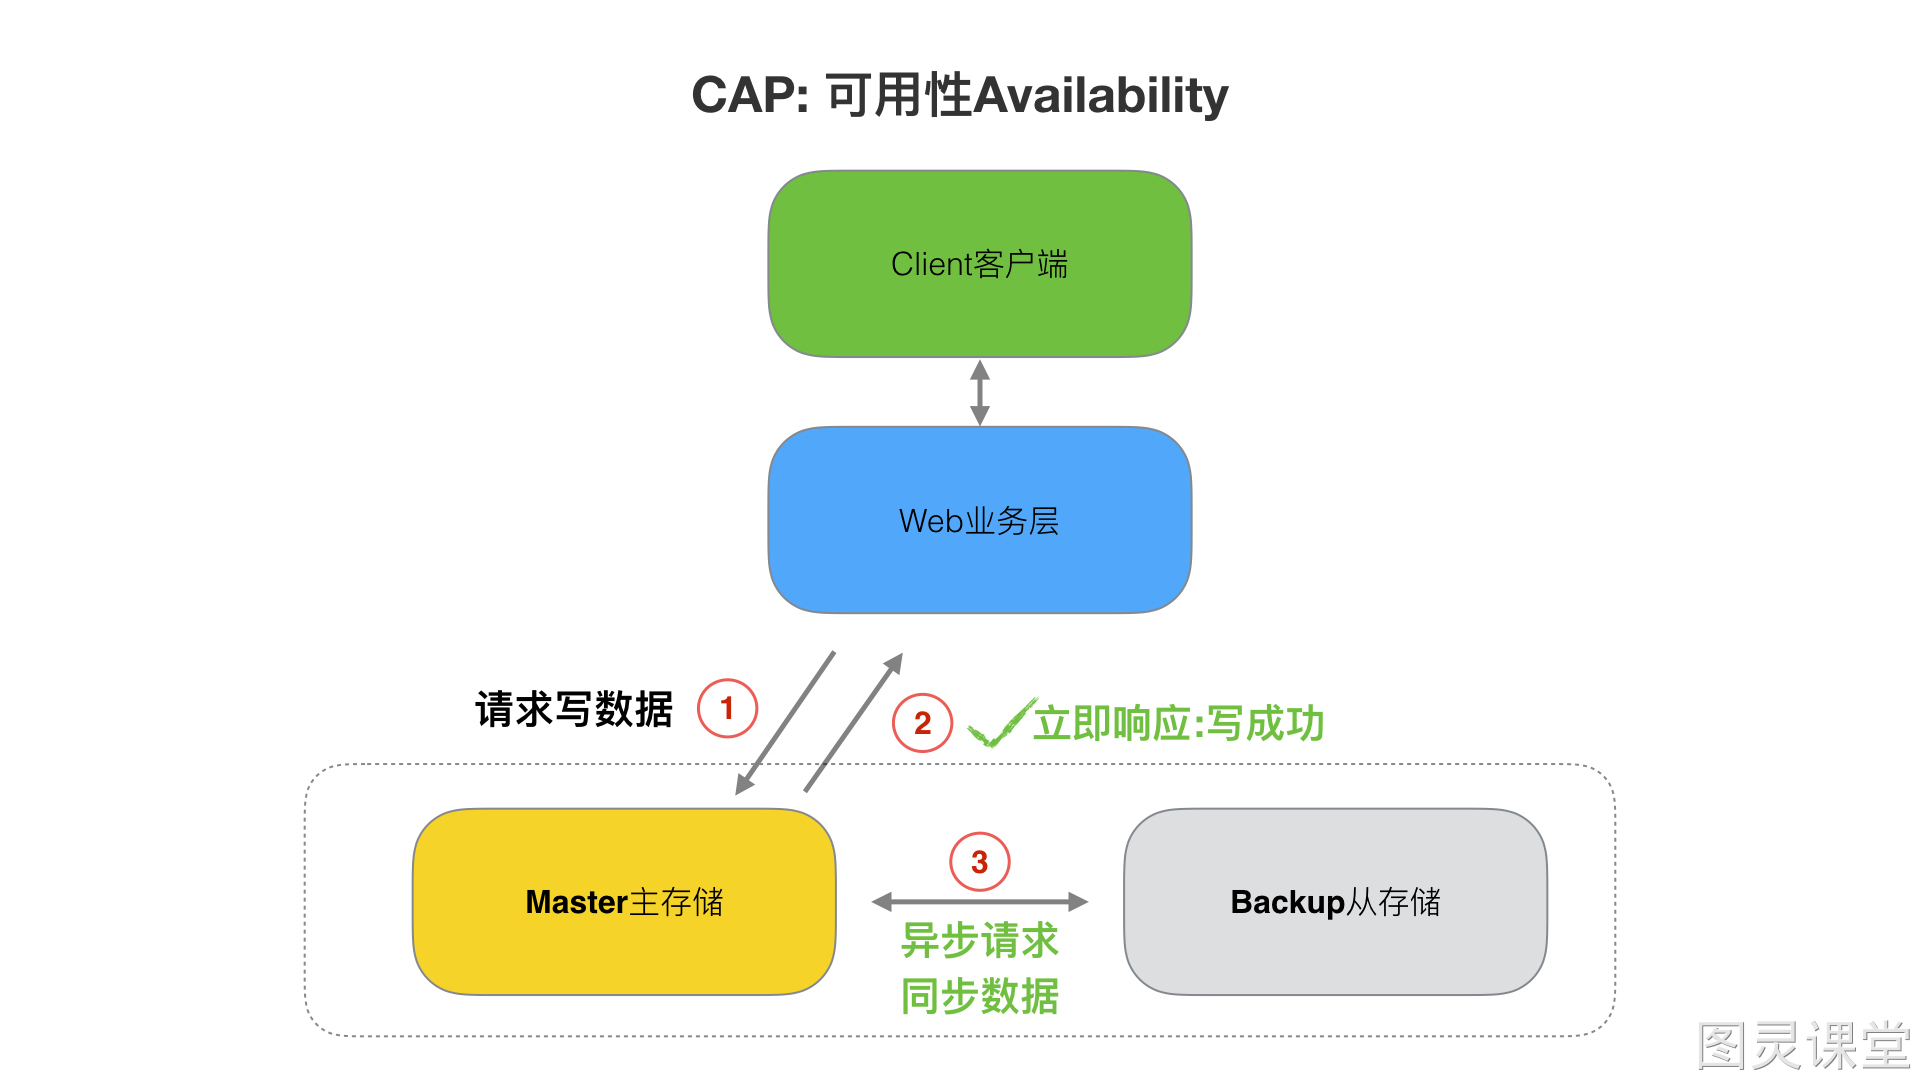 CAP: 可用性Availability
Client客户端
Web业务层
请求写数据
1
2
立即响应:写成功
3
Master主存储
异步请求
同步数据
Backup从存储
图灵课堂